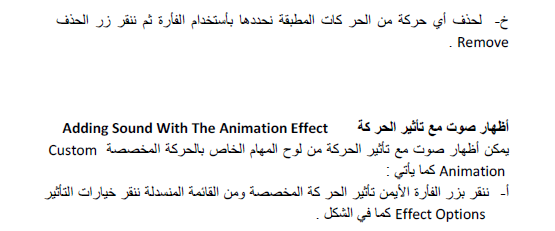 خ- لحذف أي حركة من الحر كات المطبقة نحددها بأستخدام الفأرة ثم ننقر زر الحذف
Remove .
أظهار صوت مع تأثير الحر كة Adding Sound With The Animation Effect
يمكن أظهار صوت مع تأثير الحركة من لوح المهام الخاص بالحركة المخصصة Custom
Animation كما يأتي :
أ- ننقر بزر الفأرة الأيمن تأثير الحر كة المخصصة ومن القائمة المنسدلة ننقر خيارات التأثير
Effect Options كما في الشكل .